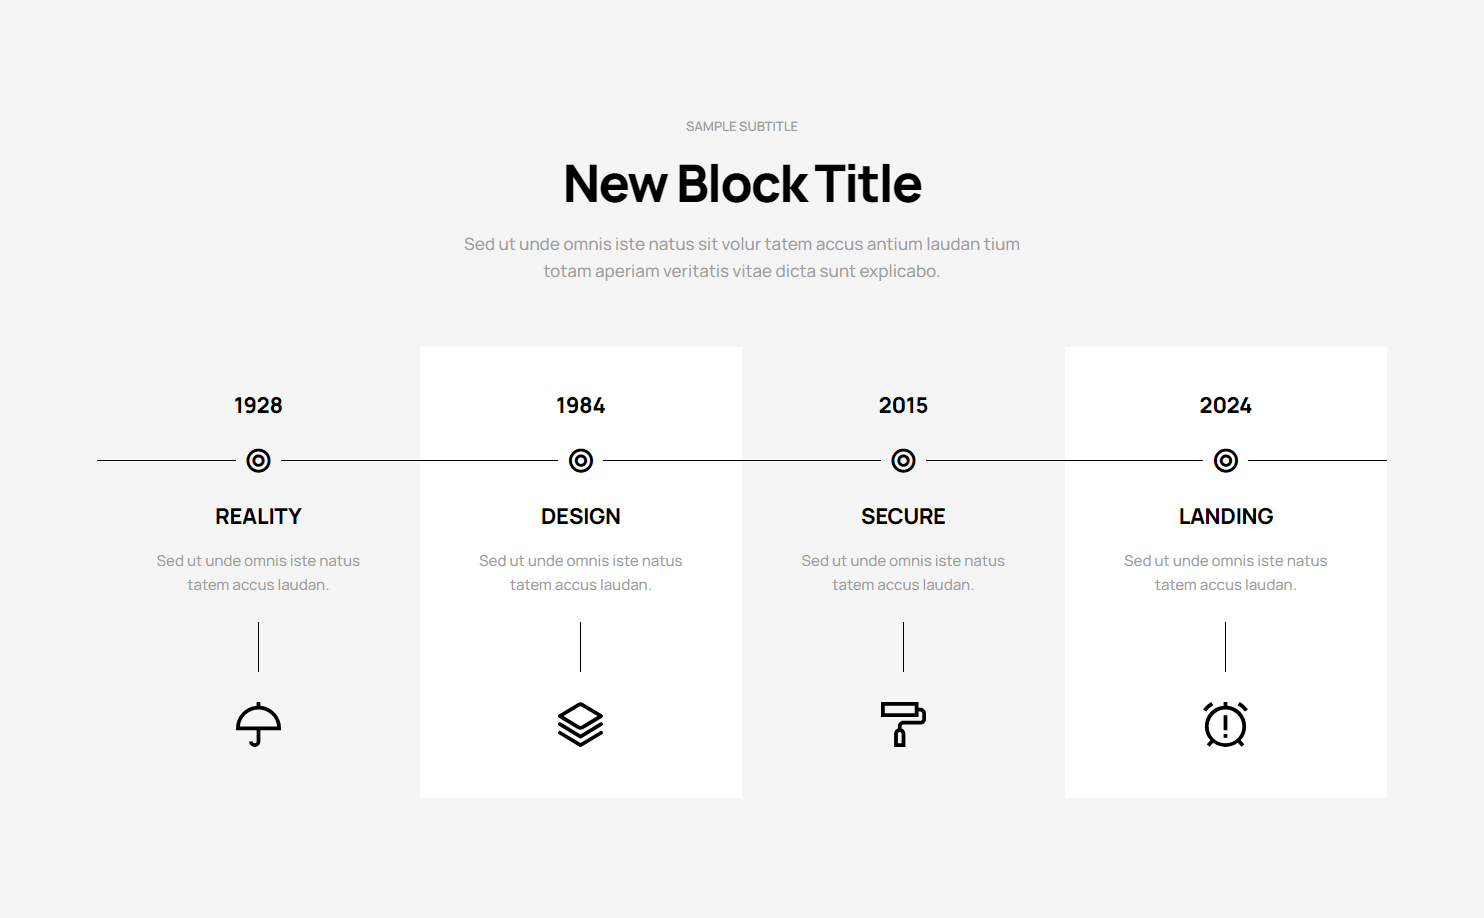 SAMPLE SUBTITLE
New Block Title
Sed ut unde omnis iste natus sit volur tatem accus antium laudan tium
totam aperiam veritatis vitae dicta sunt explicabo.
1928
REALITY
Sed ut unde omnis iste natus
tatem accus laudan.
1984
DESIGN
Sed ut unde omnis iste natus
tatem accus laudan.
2015
SECURE
Sed ut unde omnis iste natus
tatem accus laudan.
2024
LANDING
Sed ut unde omnis iste natus
tatem accus laudan.